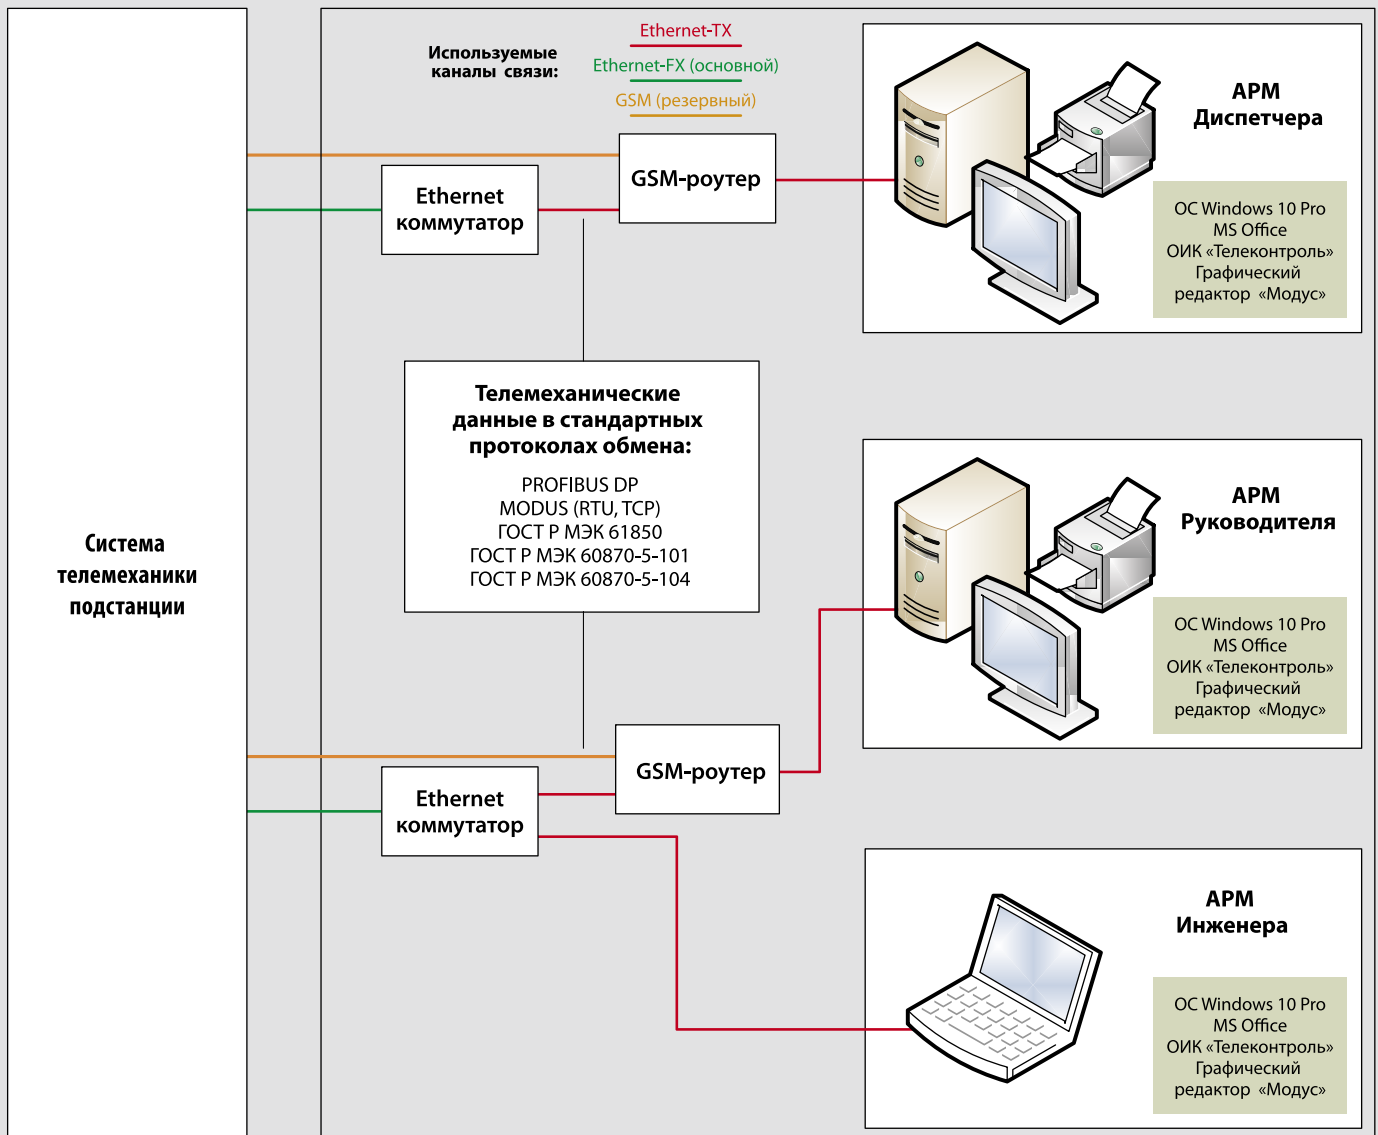 Используемые
каналы связи:
Ethernet-TX
Ethernet-FX (основной)
GSM (резервный)
Система
телемеханики
подстанции
Ethernet
коммутатор
GSM-роутер
АРМ
Диспетчера
ОС Windows 10 Pro
MS Office
ОИК «Телеконтроль»
Графический
редактор «Модус»
Телемеханические
данные в стандартных
протоколах обмена:
PROFIBUS DP
MODUS (RTU, TCP)
ГОСТ Р МЭК 61850
ГОСТ Р МЭК 60870-5-101
ГОСТ Р МЭК 60870-5-104
АРМ
Руководителя
ОС Windows 10 Pro
MS Office
ОИК «Телеконтроль»
Графический
редактор «Модус»
GSM-роутер
Ethernet
коммутатор
АРМ
Инженера
ОС Windows 10 Pro
MS Office
ОИК «Телеконтроль»
Графический
редактор «Модус»